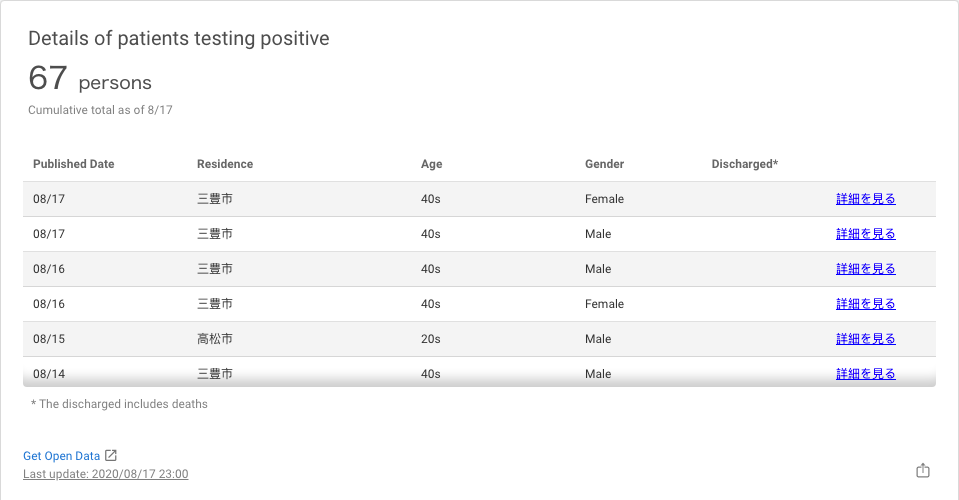 Details of patients testing positive
67 persons
Cumulative total as of 8/17
Published Date Residence Age Gender Discharged*
08/17 三豊市 40s Female 詳細を見る
08/17 三豊市 40s Male 詳細を見る
08/16 三豊市 40s Male 詳細を見る
08/16 三豊市 40s Female 詳細を見る
08/15 高松市 20s Male 詳細を見る
08/14 三豊市 40s Male 詳細を見る
* The discharged includes deaths
Get Open Data
Last update: 2020/08/17 23:00